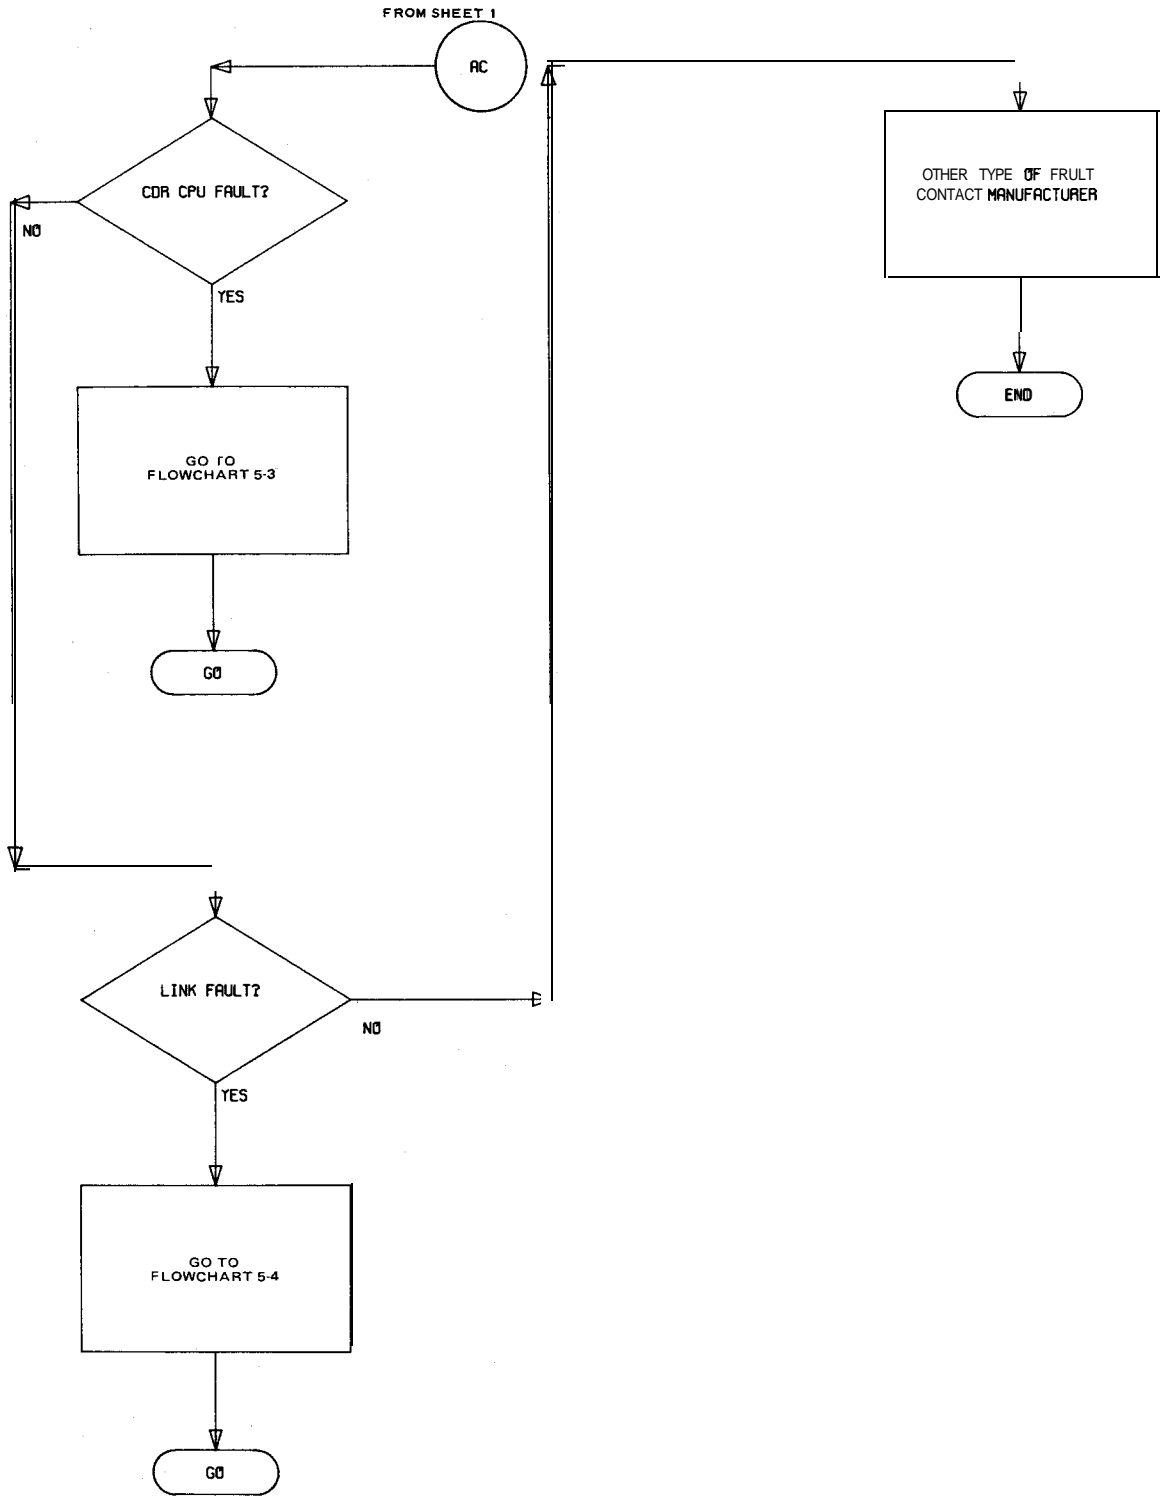 FROM SHEET 1
AC
CDR CPU FAULT?
NO
YES
GO TO
FLOWCHART 5-3
GO
LINK FAULT?
NO
YES
GO TO
FLOWCHART 5-4
GO
OTHER TYPE OF FRULT
CONTACT MANUFACTURER
END